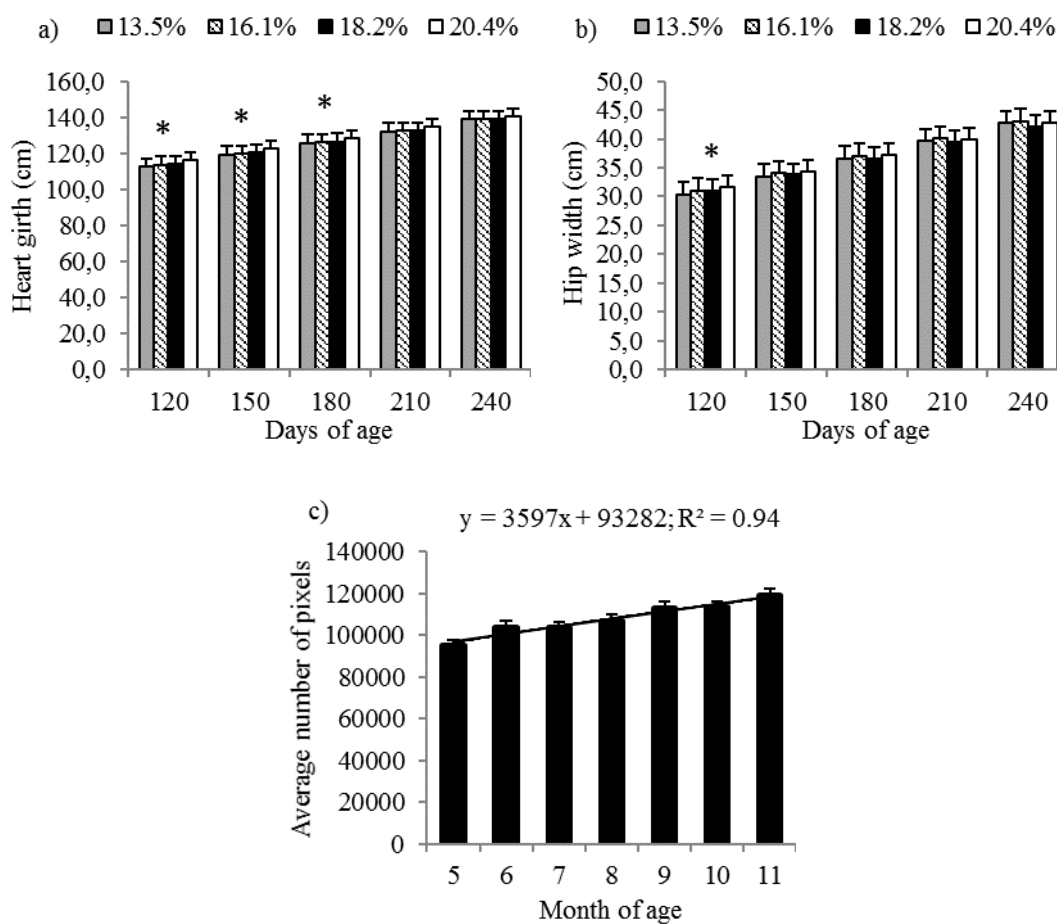 a) 13.5% 16.1% 18.2% 20.4%
Heart girth (cm)
160,0
140,0
120,0
100,0
80,0
60,0
40,0
20,0
0,0
* * *
120 150 180 210 240
Days of age
b) 13.5% 16.1% 18.2% 20.4%
Hip width (cm)
50,0
45,0
40,0
35,0
30,0
25,0
20,0
15,0
10,0
5,0
0,0
*
120 150 180 210 240
Days of age
c)
y = 3597x + 93282; R² = 0.94
Average number of pixels
140000
120000
100000
80000
60000
40000
20000
0
5 6 7 8 9 10 11
Month of age